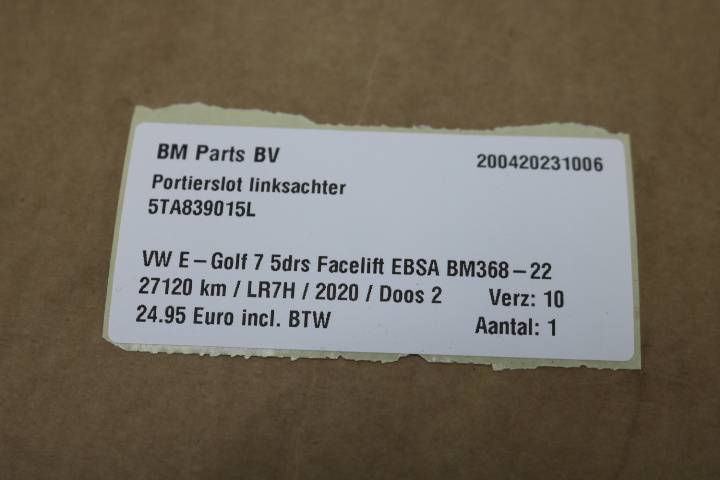 BM Parts BV 200420231006
Portierslot linksachter
5TA839015L
VW E-Golf 7 5drs Facelift EBSA BM368-22
27120 km / LR7H / 2020 / Doos 2 Verz: 10
24.95 Euro incl. BTW Aantal: 1